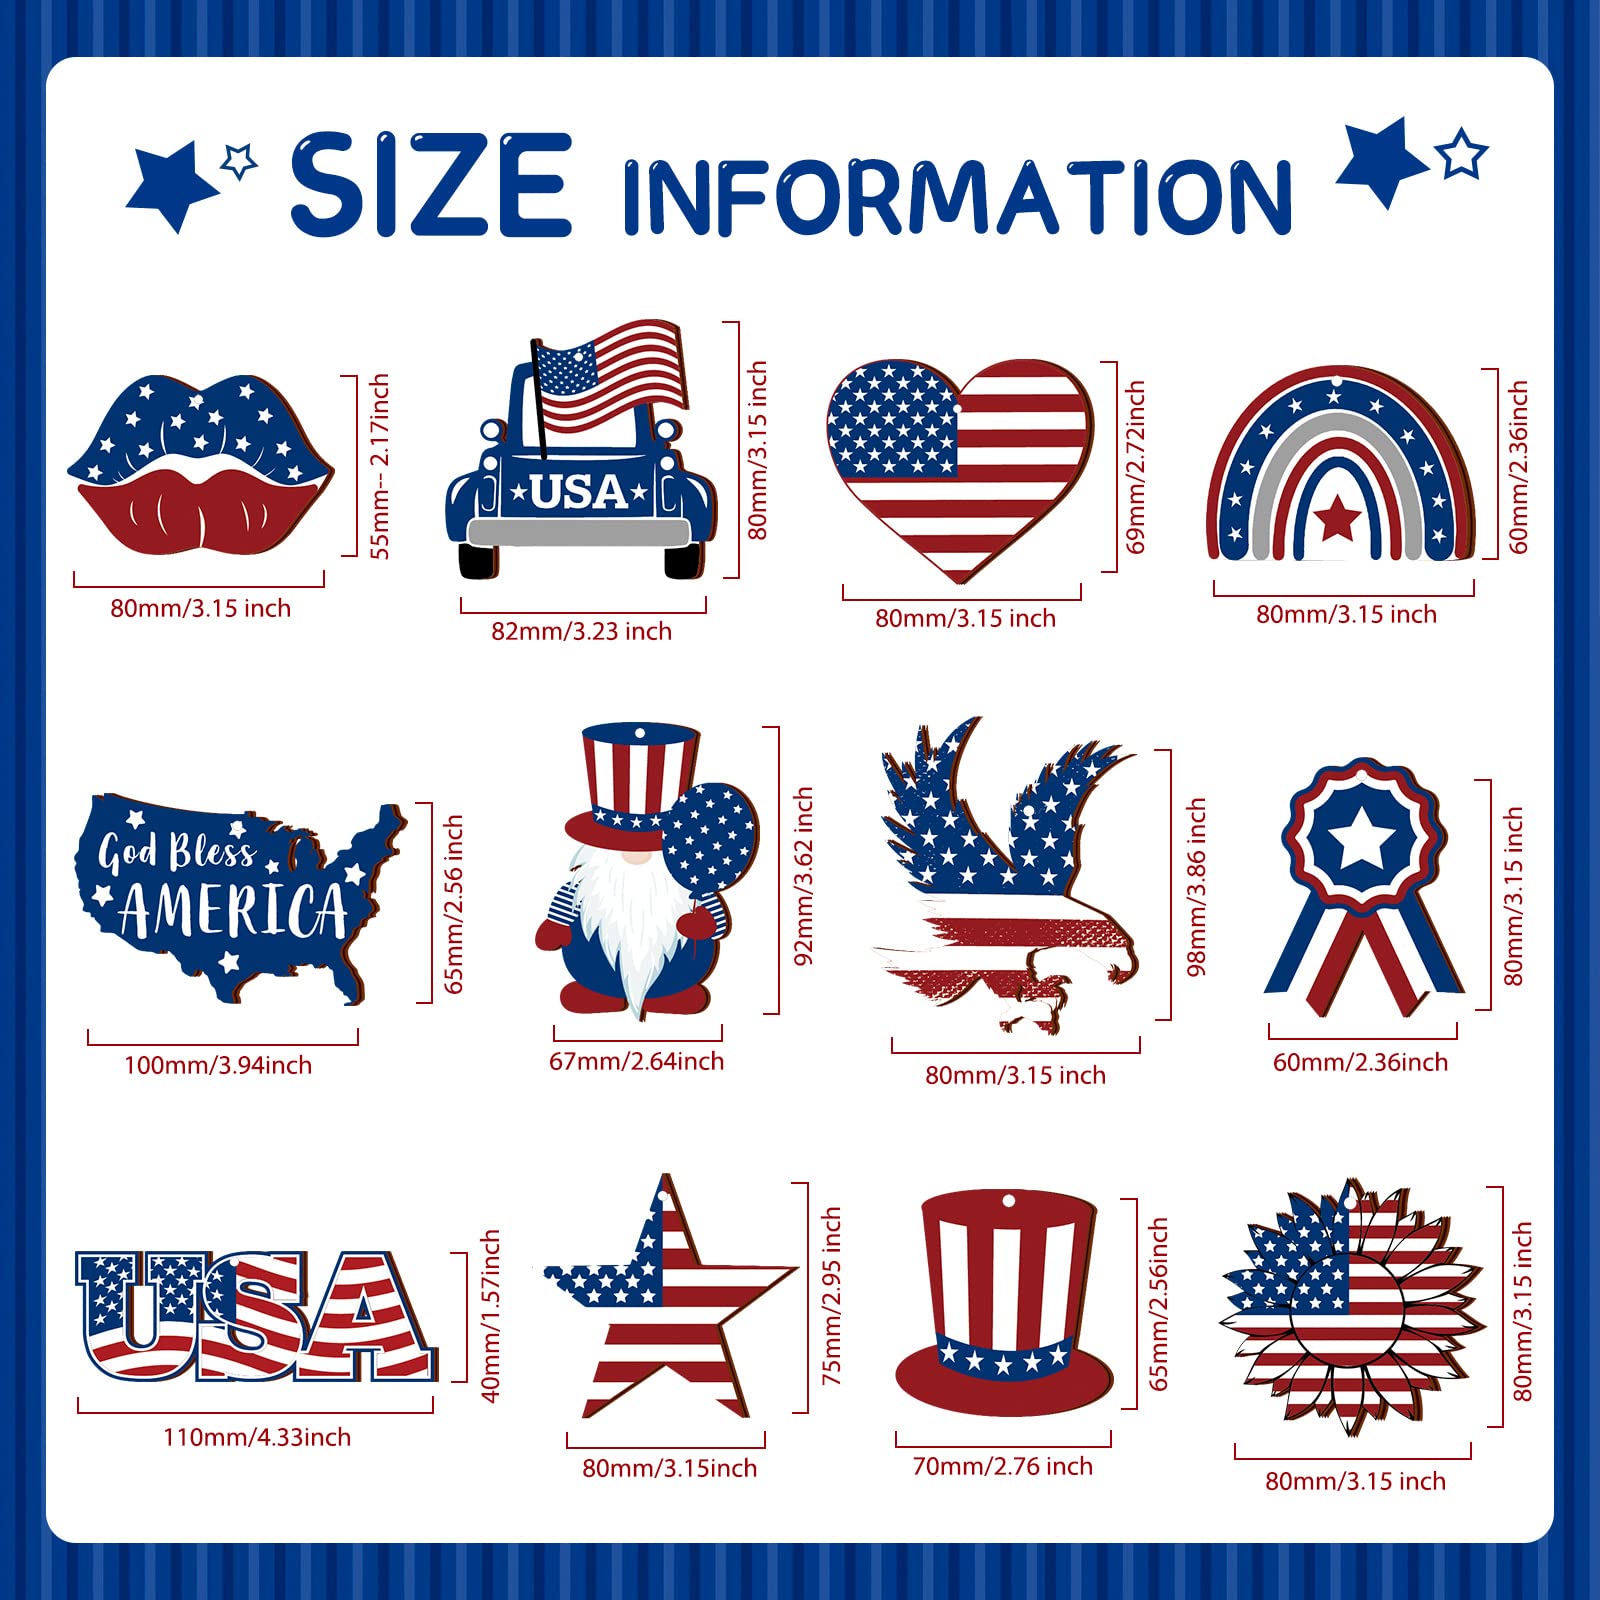 SIZE INFORMATION
55mm-- 2.17inch
80mm/3.15 inch
USA
80mm/3.15 inch
82mm/3.23 inch
69mm/2.72inch
80mm/3.15 inch
60mm/2.36inch
80mm/3.15 inch
God Bless
AMERICA
65mm/2.56 inch
100mm/3.94inch
92mm/3.62 inch
67mm/2.64inch
98mm/3.86 inch
80mm/3.15 inch
80mm/3.15 inch
60mm/2.36inch
USA
40mm/1.57inch
110mm/4.33inch
75mm/2.95 inch
80mm/3.15inch
65mm/2.56inch
70mm/2.76 inch
80mm/3.15 inch
80mm/3.15 inch